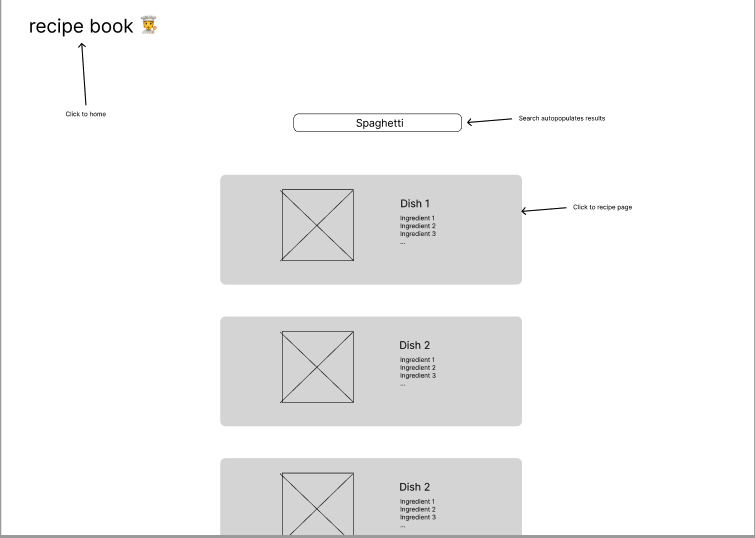 recipe book 👨‍🍳
Click to home
Spaghetti
Search autopopulates results
Dish 1
Ingredient 1
Ingredient 2
Ingredient 3
...
Click to recipe page
Dish 2
Ingredient 1
Ingredient 2
Ingredient 3
...
Dish 2
Ingredient 1
Ingredient 2
Ingredient 3
...